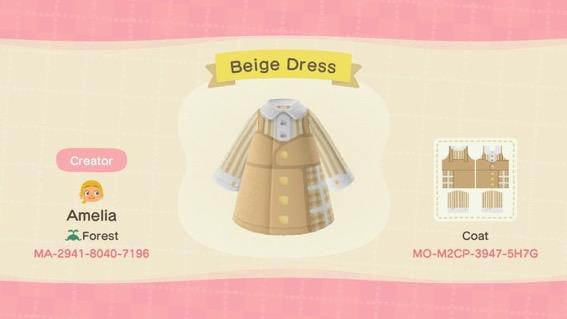 Beige Dress
Creator
Amelia
Forest
MA-2941-8040-7196
Coat
MO-M2CP-3947-5H7G